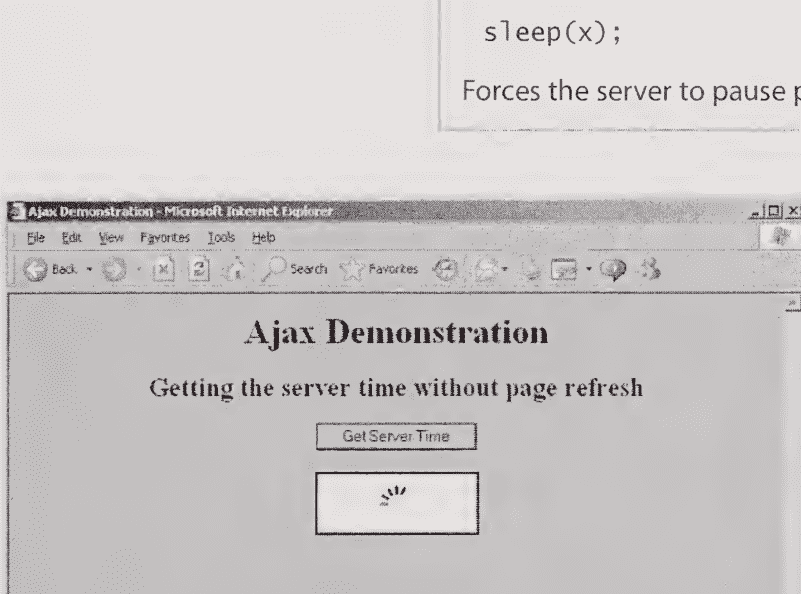 sleep(x);
Forces the server to pause
Ajax Demonstration - Microsoft Internet Explorer
File Edit View Favorites Tools Help
Back Search Favorites
Ajax Demonstration
Getting the server time without page refresh
Get Server Time